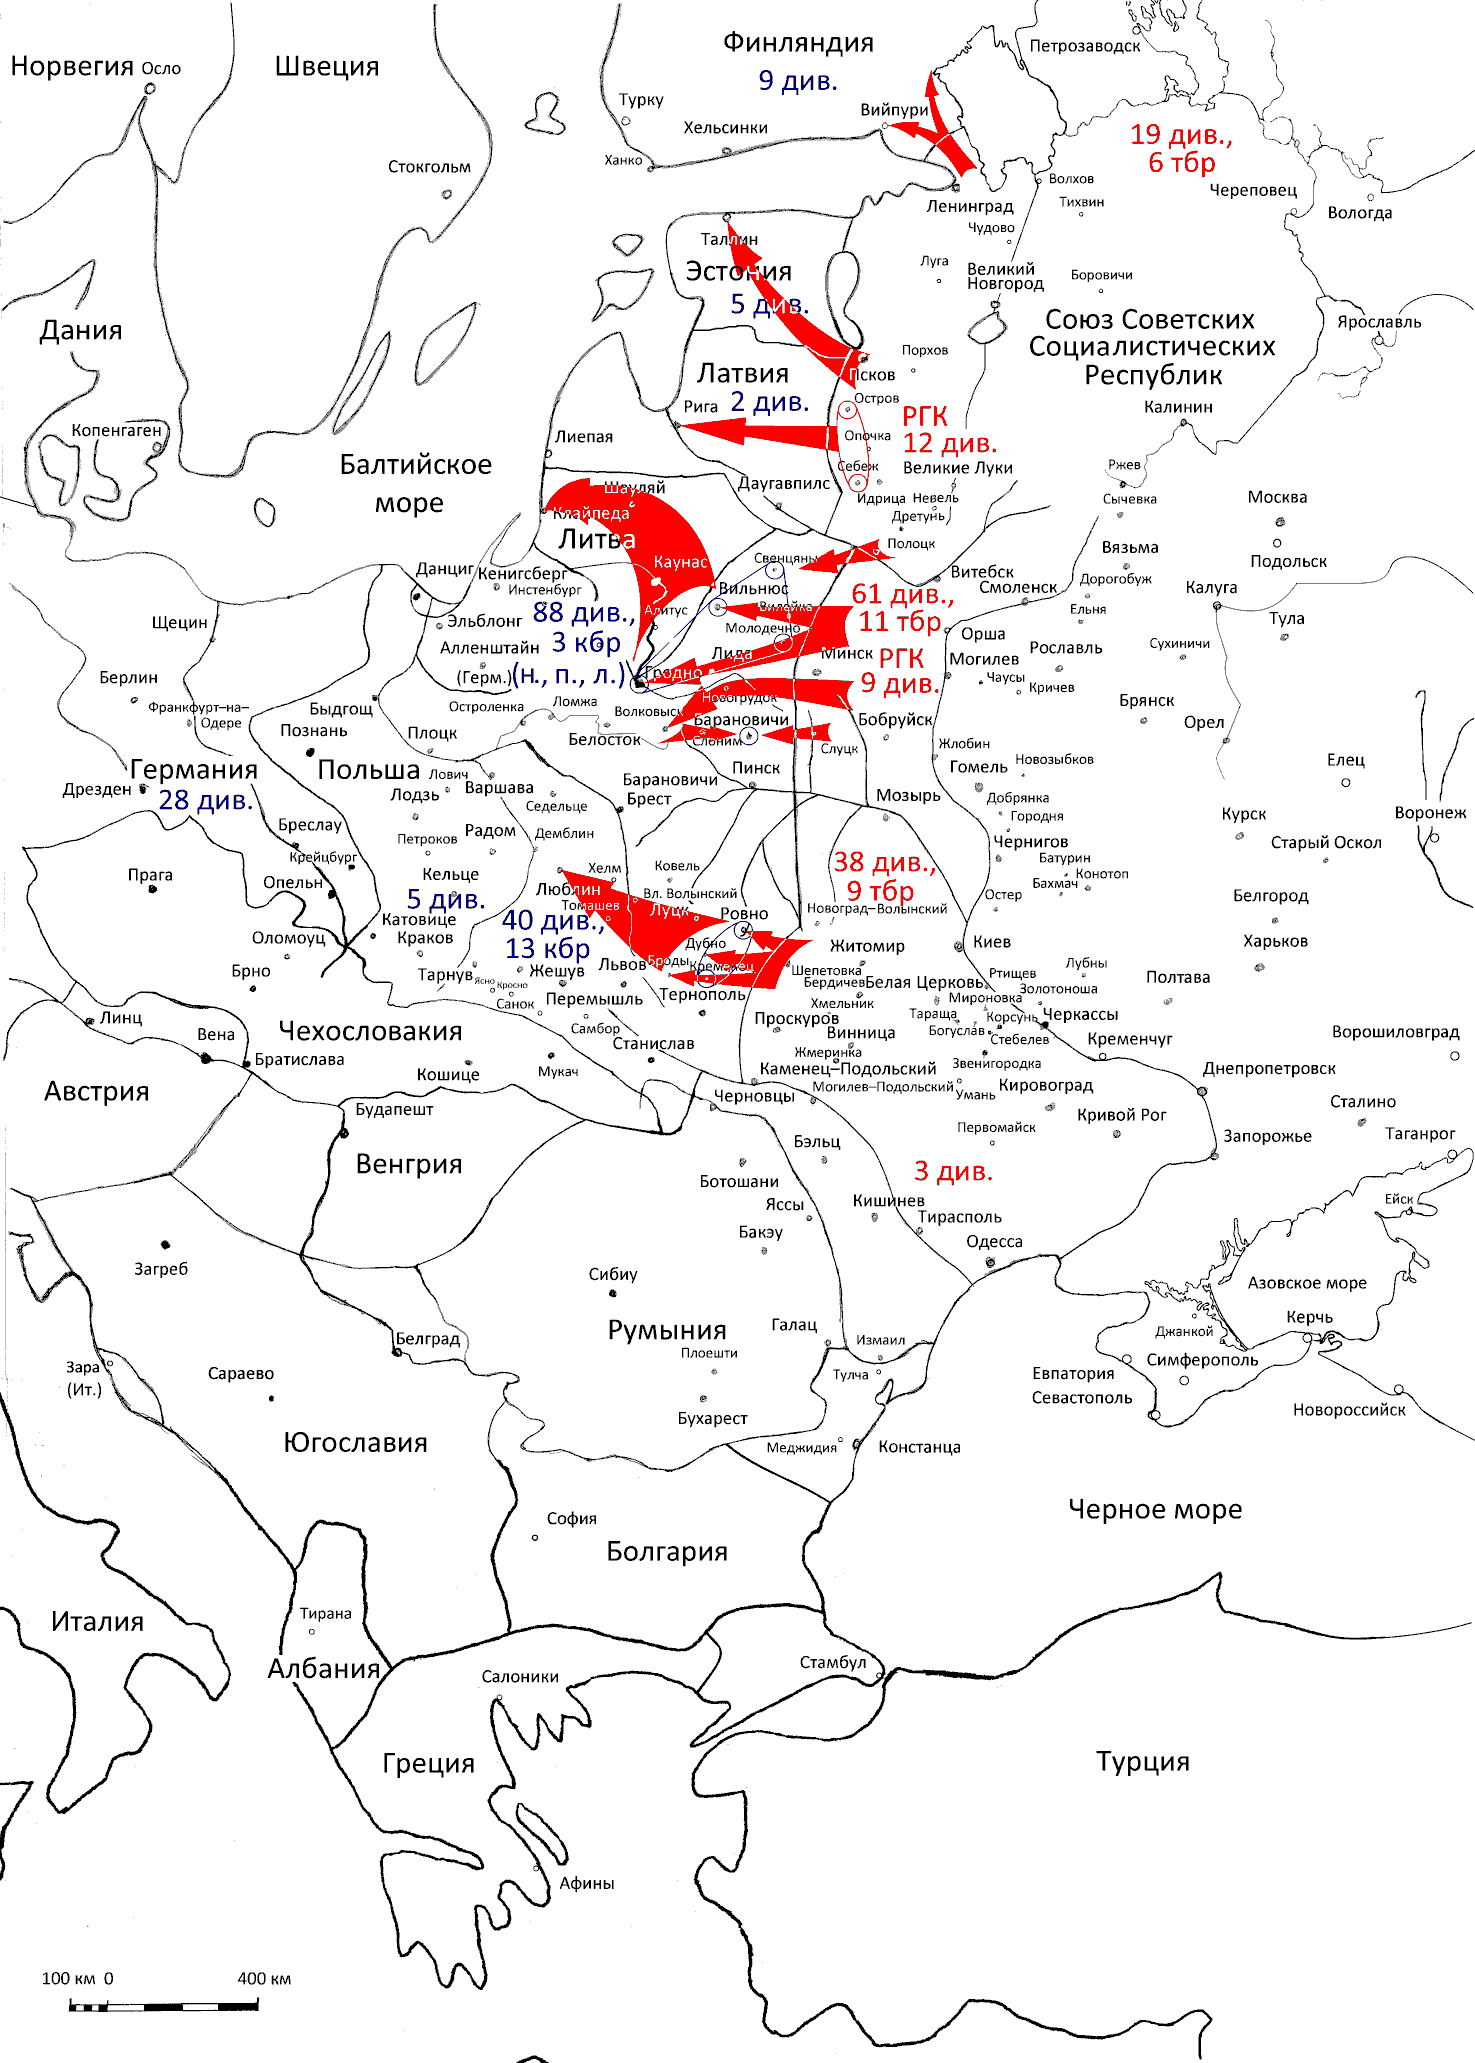 Финляндия
9 див.
Петрозаводск
Норвегия
Осло
Швеция
Турку
Вийпури
Хельсинки
19 див.,
6 тбр
Ханко
Стокгольм
Волхов
Череповец
Ленинград
Тихвин
Вологда
Чудово
Таллин
Эстония
5 див.
Луга
Великий
Новгород
Боровичи
Дания
Союз Советских
Социалистических
Республик
Ярославль
Порхов
Псков
Латвия
2 див.
Рига
Остров
РГК
12 див.
Калинин
Копенгаген
Лиепая
Опочка
Балтийское
море
Себеж
Великие Луки
Ржев
Шауляй
Даугавпилс
Идрица
Невель
Сычевка
Москва
Клайпеда
Дретунь
Литва
Полоцк
Вязьма
Подольск
Каунас
Свенцяны
Данциг
Кенигсберг
Инстенбург
Вильнюс
Витебск
Смоленск
Дорогобуж
Калуга
88 див.,
3 кбр
(н., п., л.)
Алитус
Вилейка
61 див.,
11 тбр
Ельня
Щецин
Эльблонг
Молодечно
Орша
Тула
Алленштайн
(Герм.)
Лида
Минск
РГК
9 див.
Могилев
Рославль
Сухиничи
Гродно
Чаусы
Кричев
Берлин
Франкфурт–на–
Одере
Быдгощ
Остроленка
Ломжа
Новогрудок
Брянск
Познань
Плоцк
Волковыск
Барановичи
Бобруйск
Орел
Белосток
Слоним
Слуцк
Жлобин
Германия
28 див.
Польша
Лович
Варшава
Барановичи
Пинск
Гомель
Новозыбков
Елец
Дрезден
Лодзь
Седельце
Брест
Мозырь
Добрянка
Бреслау
Петроков
Радом
Демблин
Городня
Курск
Воронеж
Крейцбург
Чернигов
Старый Оскол
Прага
Опельн
Кельце
Хелм
Ковель
38 див.,
9 тбр
Батурин
Конотоп
Бахмач
5 див.
Люблин
Вл. Волынский
Остер
Белгород
Катовице
40 див.,
13 кбр
Томашев
Луцк
Ровно
Новоград–Волынский
Оломоуц
Краков
Дубно
Житомир
Киев
Харьков
Брно
Тарнув
Жешув
Львов
Броды
Кременец
Шепетовка
Бердичев
Белая Церковь
Ртищев
Лубны
Полтава
Ясно
Кросно
Санок
Перемышль
Тернополь
Хмельник
Мироновка
Золотоноша
Линц
Чехословакия
Самбор
Проскуров
Тараща
Корсунь
Черкассы
Вена
Станислав
Винница
Богуслав
Стебелев
Кременчуг
Ворошиловград
Братислава
Жмеринка
Звенигородка
Австрия
Кошице
Мукач
Каменец–Подольский
Днепропетровск
Могилев–Подольский
Умань
Кировоград
Будапешт
Черновцы
Кривой Рог
Сталино
Первомайск
Запорожье
Таганрог
Венгрия
Бэльц
3 див.
Ботошани
Яссы
Кишинев
Тирасполь
Ейск
Бакэу
Одесса
Загреб
Сибиу
Азовское море
Румыния
Галац
Измаил
Керчь
Белград
Плоешти
Джанкой
Зара
(Ит.)
Сараево
Тулча
Евпатория
Симферополь
Севастополь
Бухарест
Новороссийск
Югославия
Меджидия
Констанца
Черное море
София
Болгария
Италия
Тирана
Албания
Салоники
Стамбул
Греция
Турция
Афины
100 км 0
400 км